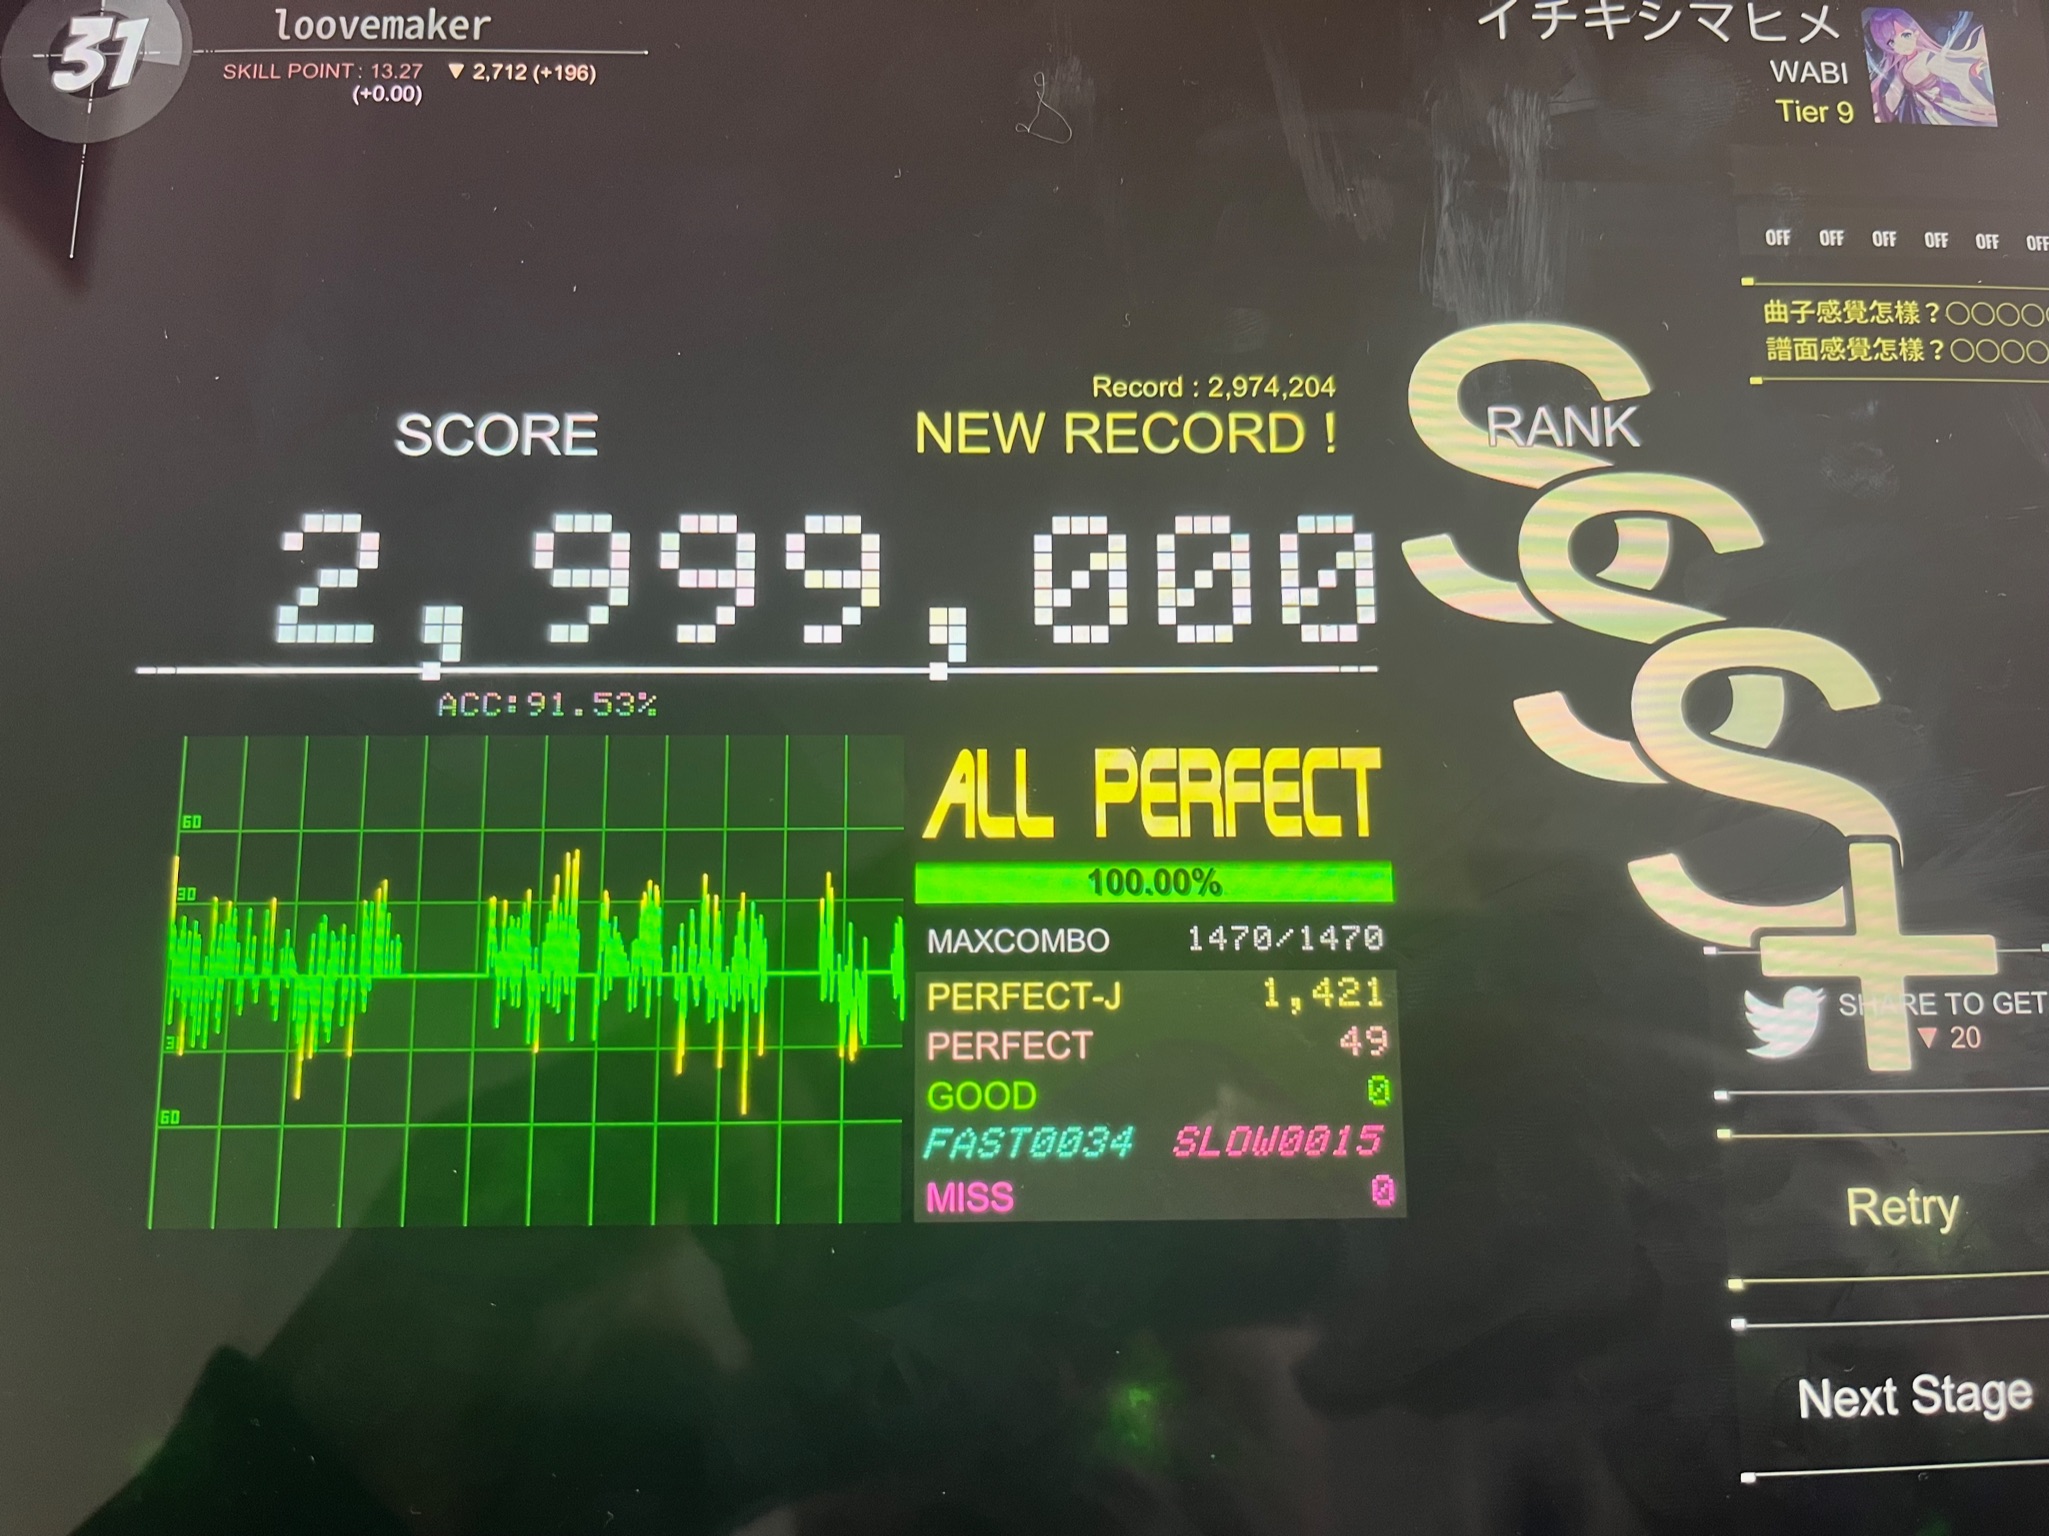 31
loovemaker
SKILL POINT : 13.27 ▼ 2,712 (+196)
(+0.00)
イチキシマヒメ
WABI
Tier 9
OFF OFF OFF OFF OFF OFF
曲子感覺怎樣？○○○○
譜面感覺怎樣？○○○○
Record : 2,974,204
SCORE
NEW RECORD !
RANK
SSS+
2,999,000
ACC:91.53%
60
30
30
60
ALL PERFECT
100.00%
MAXCOMBO 1470/1470
PERFECT-J 1,421
PERFECT 49
GOOD 0
FAST0034 SLOW0015
MISS 0
SHARE TO GET
▼ 20
Retry
Next Stage